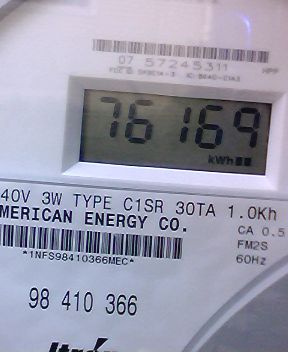 07 57245311
76169
kWh
40V 3W TYPE C1SR 30TA 1.0Kh
MERICAN ENERGY CO.
CA 0.5
FM2S
*1NFS98410366MEC*
60Hz
98 410 366
Itrón